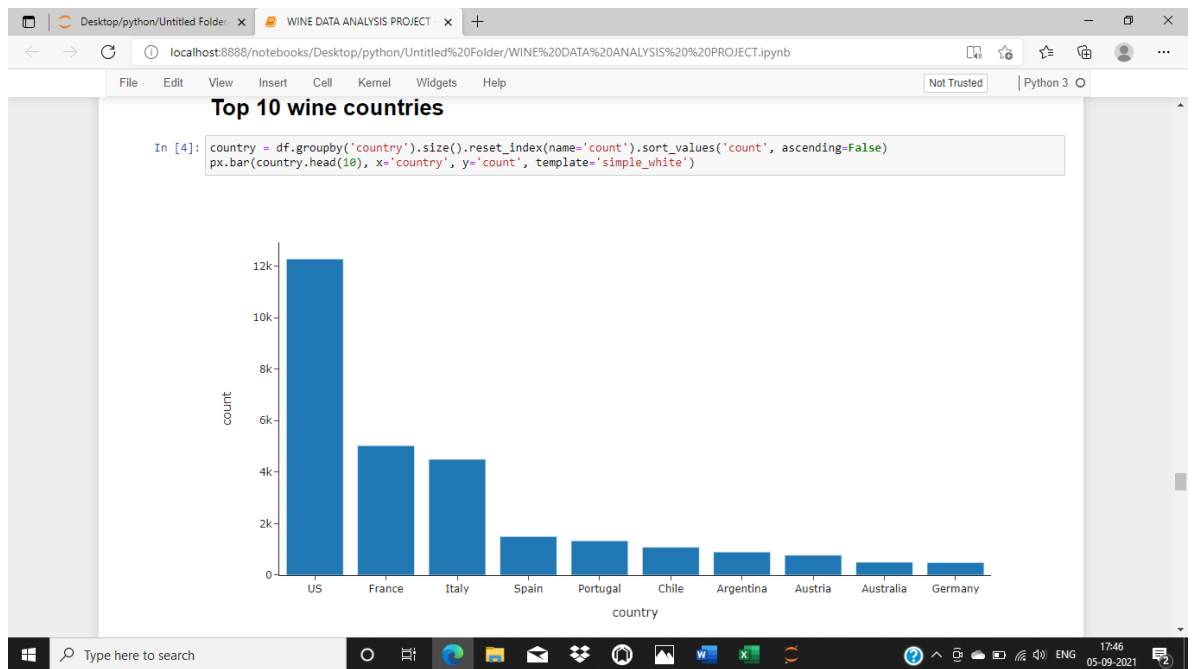 Desktop/python/Untitled Folder/
WINE DATA ANALYSIS PROJECT -
localhost:8888/notebooks/Desktop/python/Untitled%20Folder/WINE%20DATA%20ANALYSIS%20%20PROJECT.ipynb
File Edit View Insert Cell Kernel Widgets Help Not Trusted Python 3
Top 10 wine countries
In [4]: country = df.groupby('country').size().reset_index(name='count').sort_values('count', ascending=False)
px.bar(country.head(10), x='country', y='count', template='simple_white')
12k
10k
8k
6k
4k
2k
0
count
US France Italy Spain Portugal Chile Argentina Austria Australia Germany
country
Type here to search
ENG
17:46
05-09-2021
2